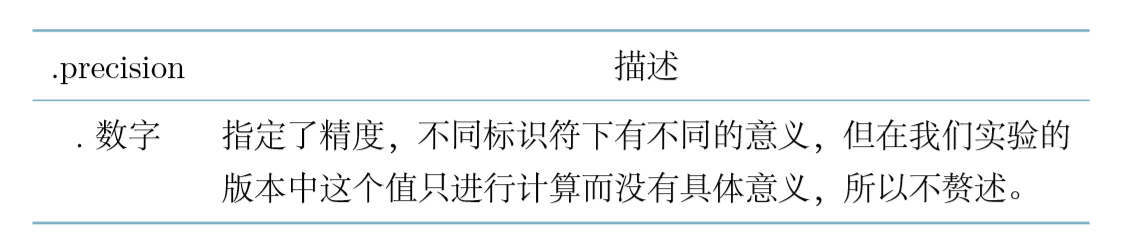 .precision 描述
. 数字 指定了精度，不同标识符下有不同的意义，但在我们实验的
版本中这个值只进行计算而没有具体意义，所以不赘述。